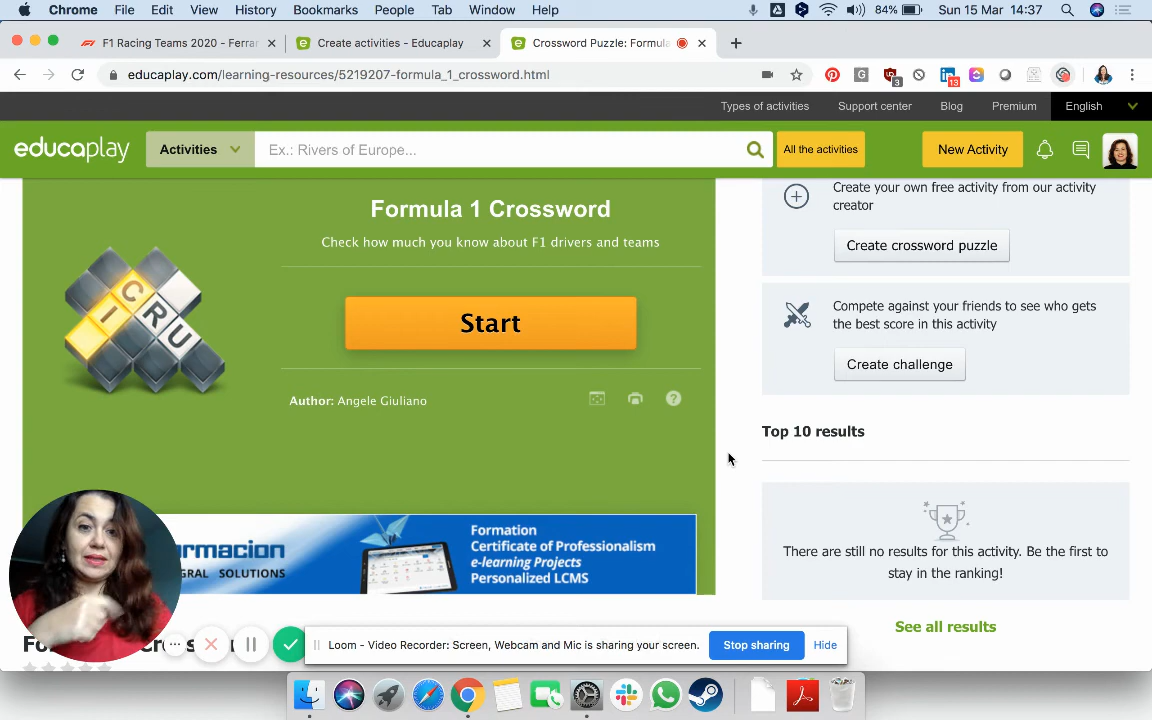 Chrome File Edit View History Bookmarks People Tab Window Help 84% Sun 15 Mar 14:37
F1 Racing Teams 2020 - Ferrar Create activities - Educaplay Crossword Puzzle: Formula
educaplay.com/learning-resources/5219207-formula_1_crossword.html G 3 13
Types of activities Support center Blog Premium English
educaplay Activities Ex.: Rivers of Europe... All the activities New Activity
Formula 1 Crossword
Check how much you know about F1 drivers and teams
C
I R
U
Start
Author: Angele Giuliano
Create your own free activity from our activity
creator
Create crossword puzzle
Compete against your friends to see who gets
the best score in this activity
Create challenge
Top 10 results
There are still no results for this activity. Be the first to
stay in the ranking!
See all results
rmacion
GRAL SOLUTIONS
Formation
Certificate of Professionalism
e-learning Projects
Personalized LCMS
Loom - Video Recorder: Screen, Webcam and Mic is sharing your screen. Stop sharing Hide